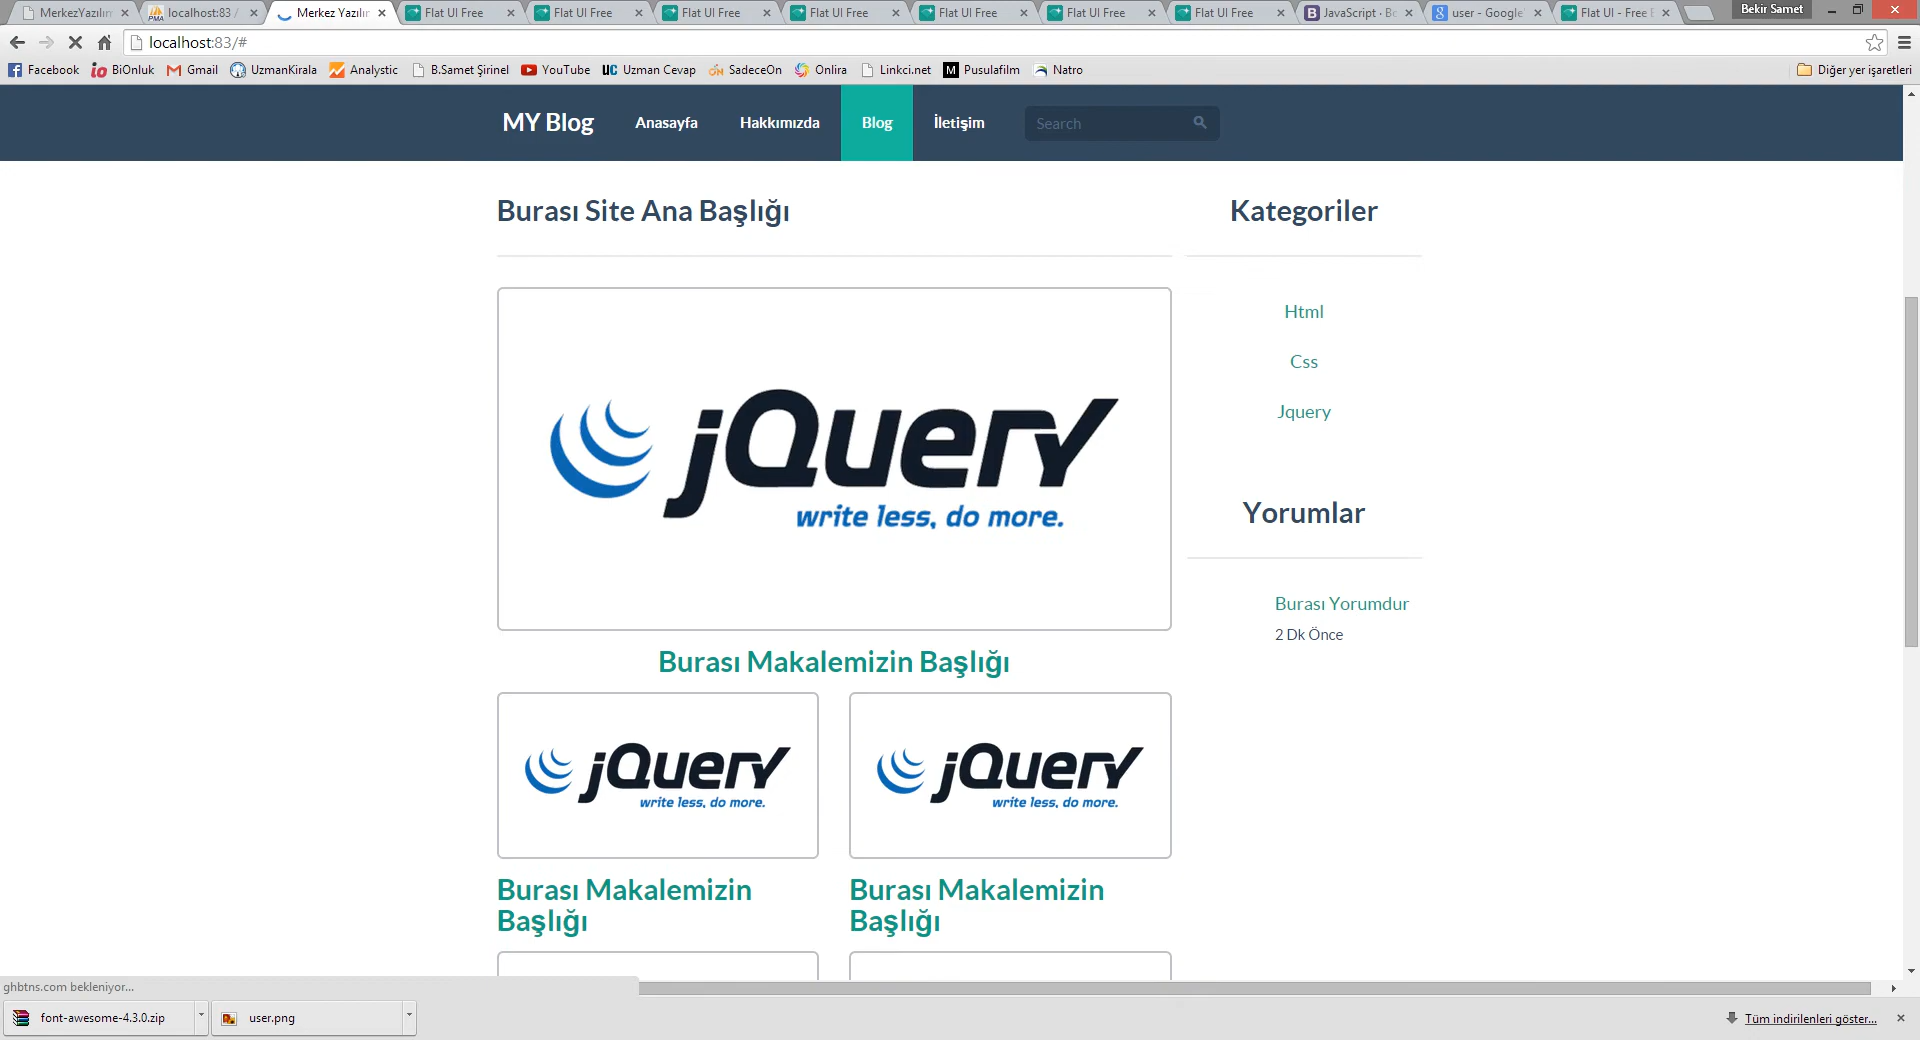 MerkezYazılım
localhost:83 /
Merkez Yazılım
Flat UI Free
Flat UI Free
Flat UI Free
Flat UI Free
Flat UI Free
Flat UI Free
Flat UI Free
JavaScript · Bo
user - Google
Flat UI - Free B
Bekir Samet
localhost:83/#
Facebook
BiOnluk
Gmail
UzmanKirala
Analystic
B.Samet Şirinel
YouTube
UC Uzman Cevap
SadeceOn
Onlira
Linkci.net
M Pusulafilm
Natro
Diğer yer işaretleri
MY Blog
Anasayfa
Hakkımızda
Blog
İletişim
Search
Burası Site Ana Başlığı
Kategoriler
Html
Css
Jquery
jQuery
write less, do more.
Yorumlar
Burası Yorumdur
2 Dk Önce
Burası Makalemizin Başlığı
jQuery
write less, do more.
jQuery
write less, do more.
Burası Makalemizin
Başlığı
Burası Makalemizin
Başlığı
ghbtns.com bekleniyor...
font-awesome-4.3.0.zip
user.png
Tüm indirilenleri göster...